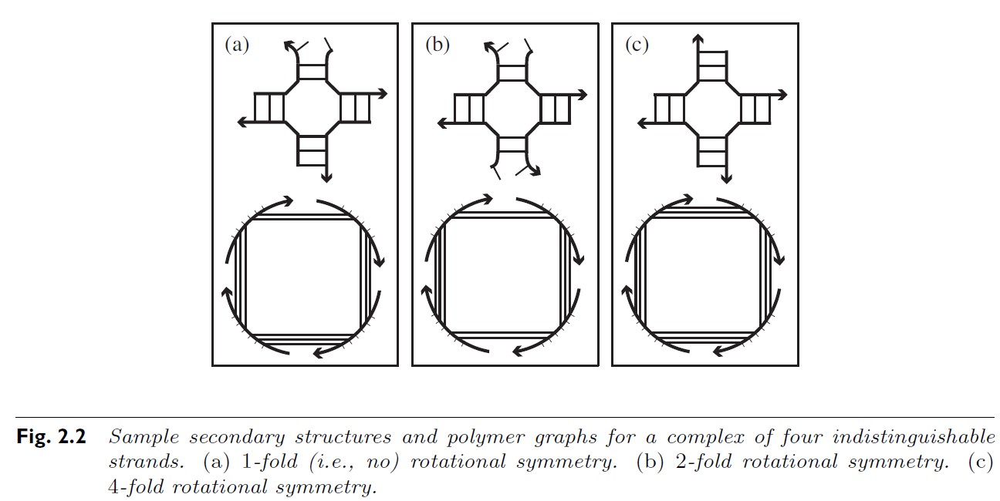 (a) (b) (c)
Fig. 2.2 Sample secondary structures and polymer graphs for a complex of four indistinguishable
strands. (a) 1-fold (i.e., no) rotational symmetry. (b) 2-fold rotational symmetry. (c)
4-fold rotational symmetry.